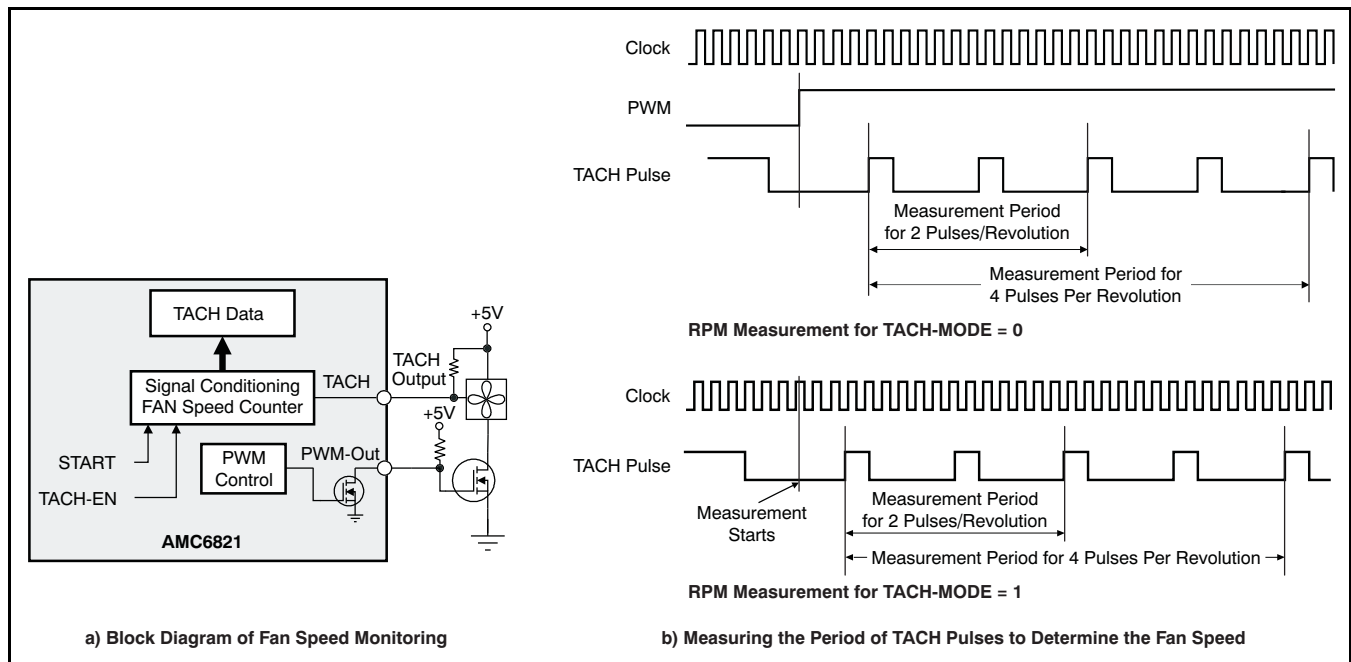 TACH Data
Signal Conditioning
FAN Speed Counter
TACH
START
TACH-EN
PWM
Control
PWM-Out
AMC6821
TACH
Output
+5V
+5V
a) Block Diagram of Fan Speed Monitoring
Clock
PWM
TACH Pulse
Measurement Period
for 2 Pulses/Revolution
Measurement Period for
4 Pulses Per Revolution
RPM Measurement for TACH-MODE = 0
Clock
TACH Pulse
Measurement
Starts
Measurement Period
for 2 Pulses/Revolution
Measurement Period for 4 Pulses Per Revolution
RPM Measurement for TACH-MODE = 1
b) Measuring the Period of TACH Pulses to Determine the Fan Speed